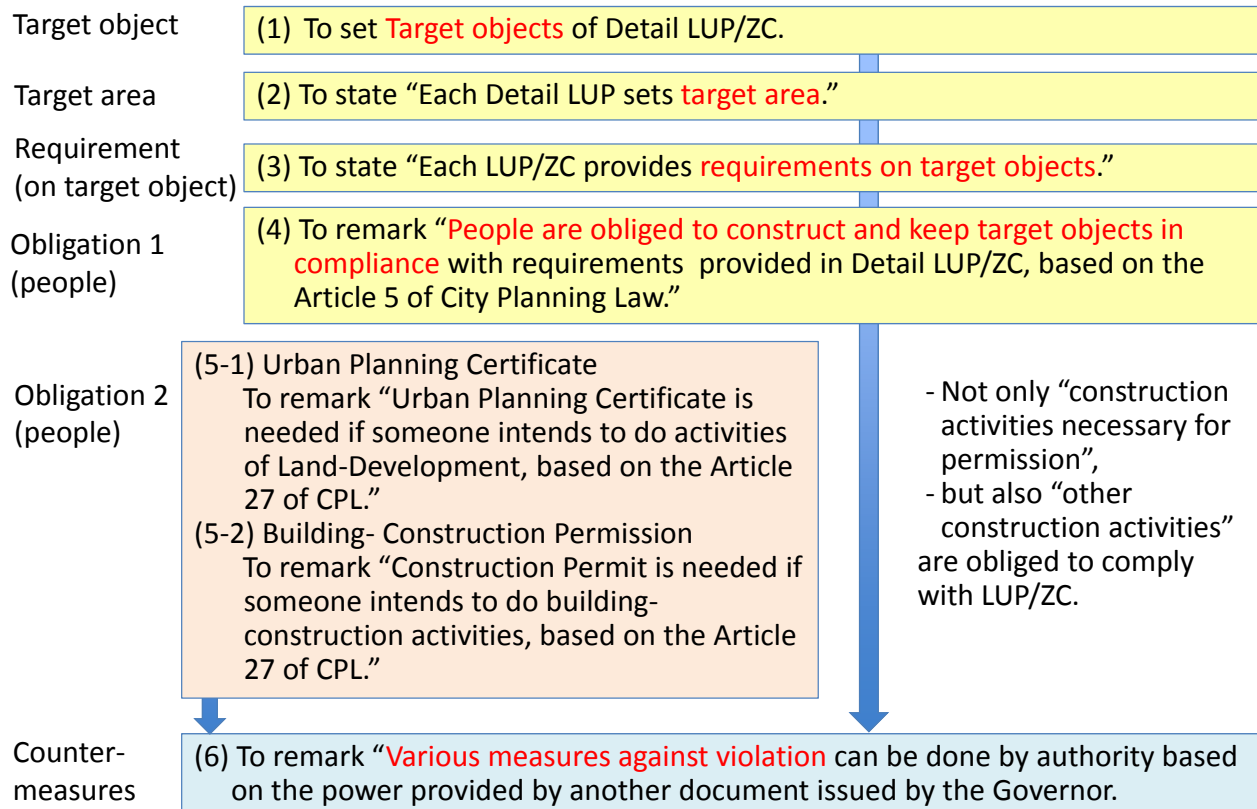 Target object
(1) To set Target objects of Detail LUP/ZC.
Target area
(2) To state “Each Detail LUP sets target area.”
Requirement
(on target object)
(3) To state “Each LUP/ZC provides requirements on target objects.”
Obligation 1
(people)
(4) To remark “People are obliged to construct and keep target objects in
compliance with requirements provided in Detail LUP/ZC, based on the
Article 5 of City Planning Law.”
Obligation 2
(people)
(5-1) Urban Planning Certificate
To remark “Urban Planning Certificate is
needed if someone intends to do activities
of Land-Development, based on the Article
27 of CPL.”
(5-2) Building- Construction Permission
To remark “Construction Permit is needed if
someone intends to do building-
construction activities, based on the Article
27 of CPL.”
- Not only “construction
activities necessary for
permission”,
- but also “other
construction activities”
are obliged to comply
with LUP/ZC.
Counter-
measures
(6) To remark “Various measures against violation can be done by authority based
on the power provided by another document issued by the Governor.